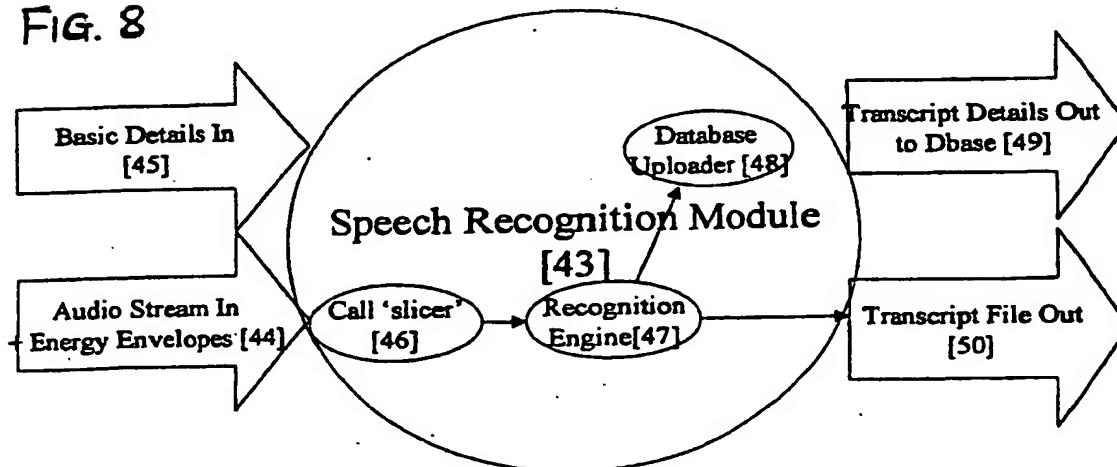 FIG. 8
Basic Details In
[45]
Audio Stream In
+ Energy Envelopes [44]
Speech Recognition Module
[43]
Call ‘slicer’
[46]
Recognition
Engine[47]
Database
Uploader [48]
Transcript Details Out
to Dbase [49]
Transcript File Out
[50]